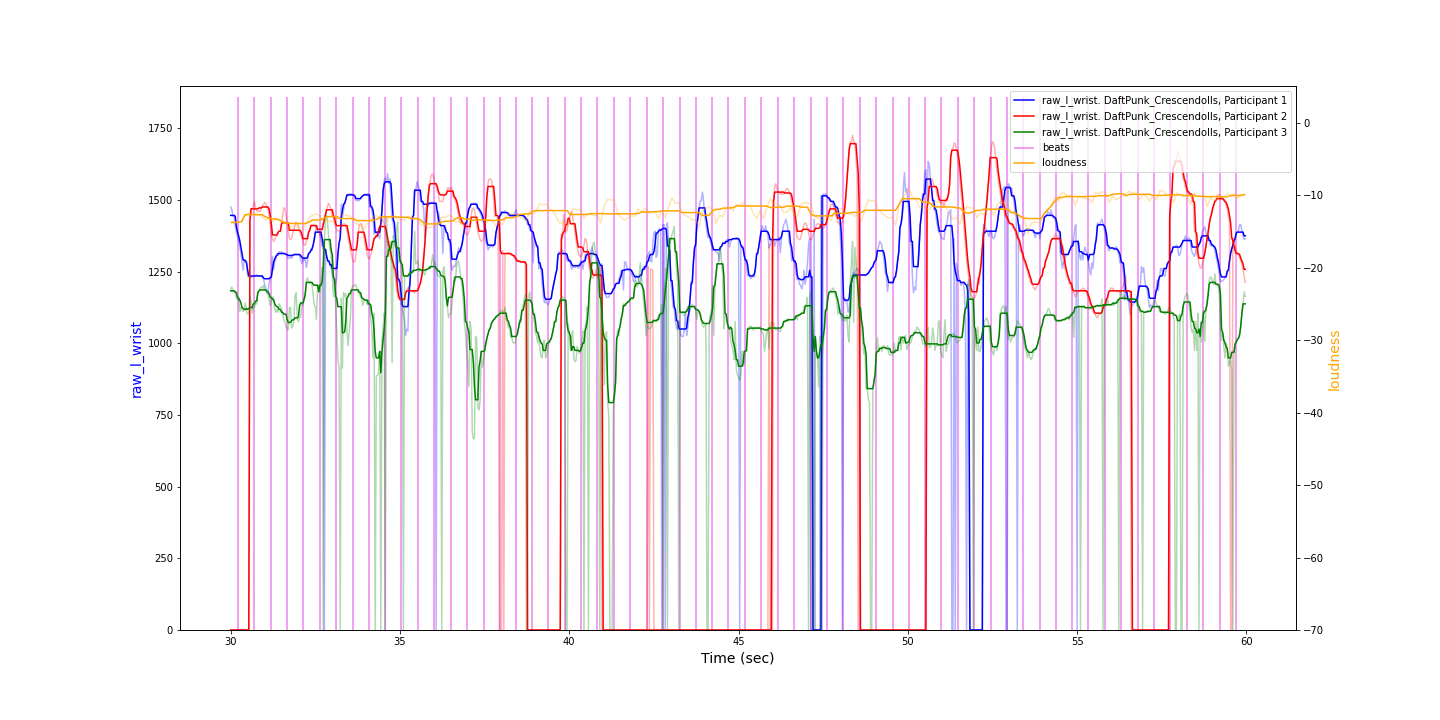 raw_l_wrist. DaftPunk_Crescendolls, Participant 1
raw_l_wrist. DaftPunk_Crescendolls, Participant 2
raw_l_wrist. DaftPunk_Crescendolls, Participant 3
beats
loudness
1750
1500
1250
1000
750
500
250
0
raw_l_wrist
0
−10
−20
−30
−40
−50
−60
−70
loudness
30 35 40 45 50 55 60
Time (sec)